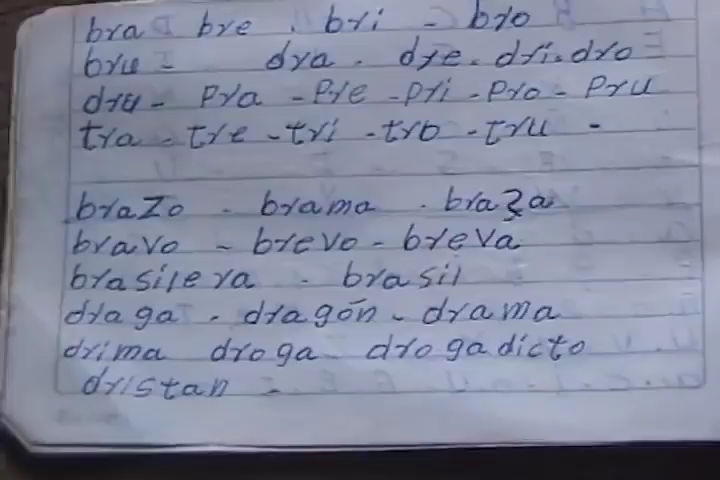 bra bre . bri - bro
bru - dra . dre . dri . dro
dru - Pra - Pre - Pri - Pro - Pru
tra - tre - tri - tro - tru -
brazo - brama . braza
bravo - brevo - breva
brasilera . brasil
draga . dragón - drama
drima droga drogadicto
dristan -